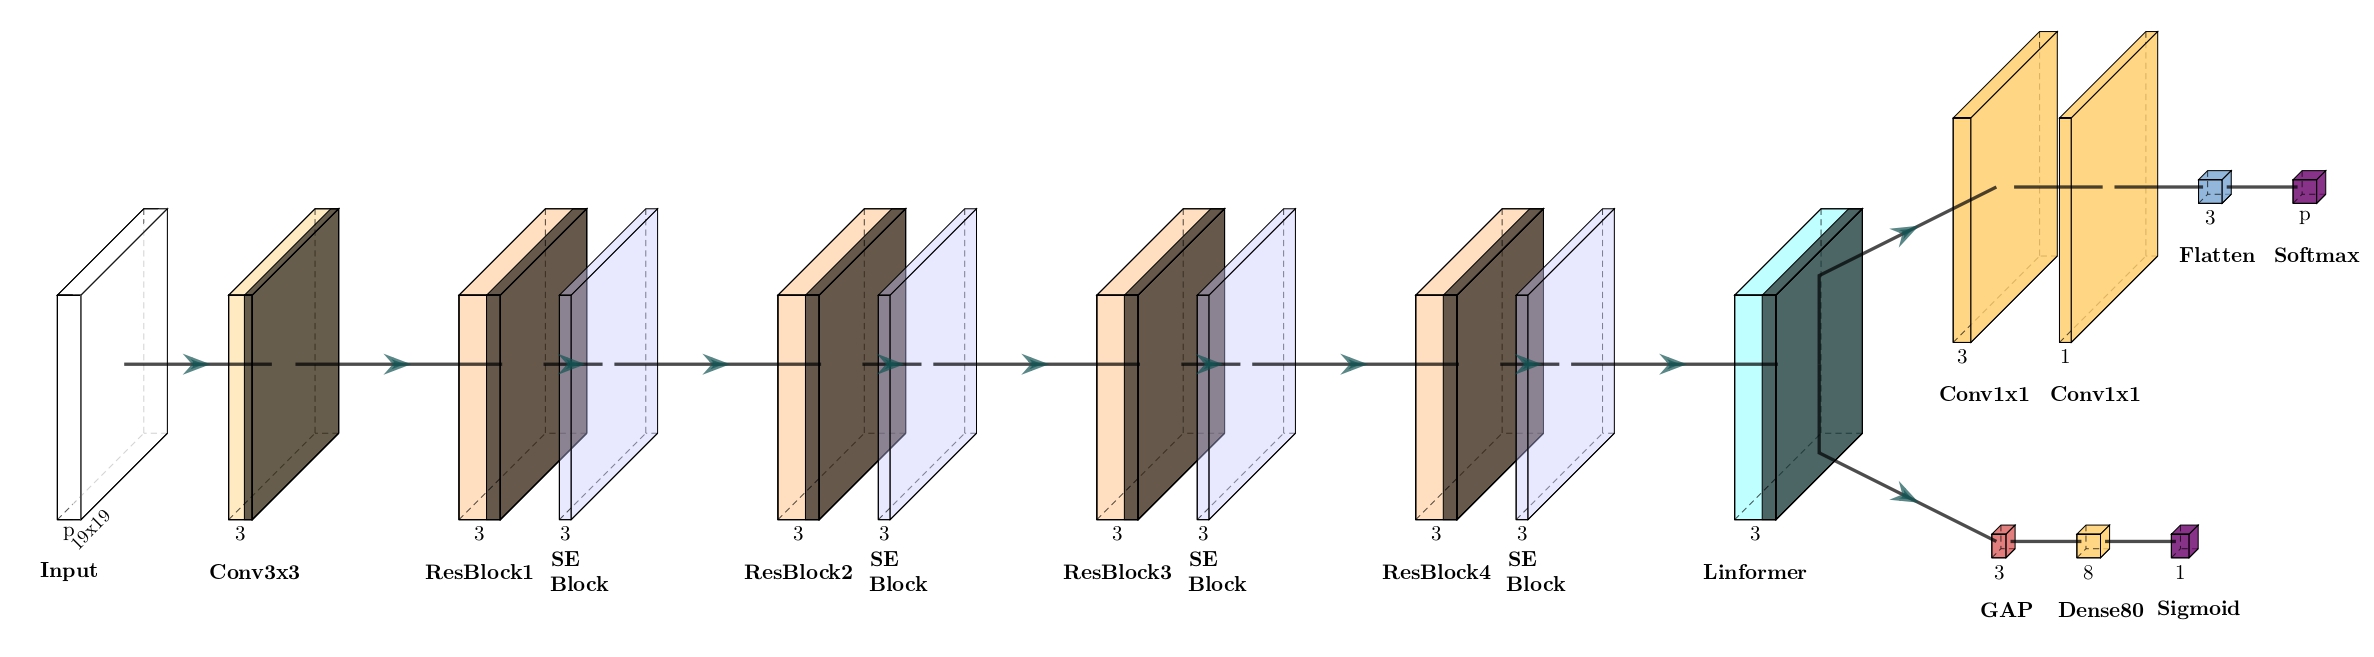 p
19x19
Input
3
Conv3x3
3
ResBlock1
3
SE
Block
3
ResBlock2
3
SE
Block
3
ResBlock3
3
SE
Block
3
ResBlock4
3
SE
Block
3
Linformer
3
Conv1x1
1
Conv1x1
3
Flatten
p
Softmax
3
GAP
8
Dense80
1
Sigmoid